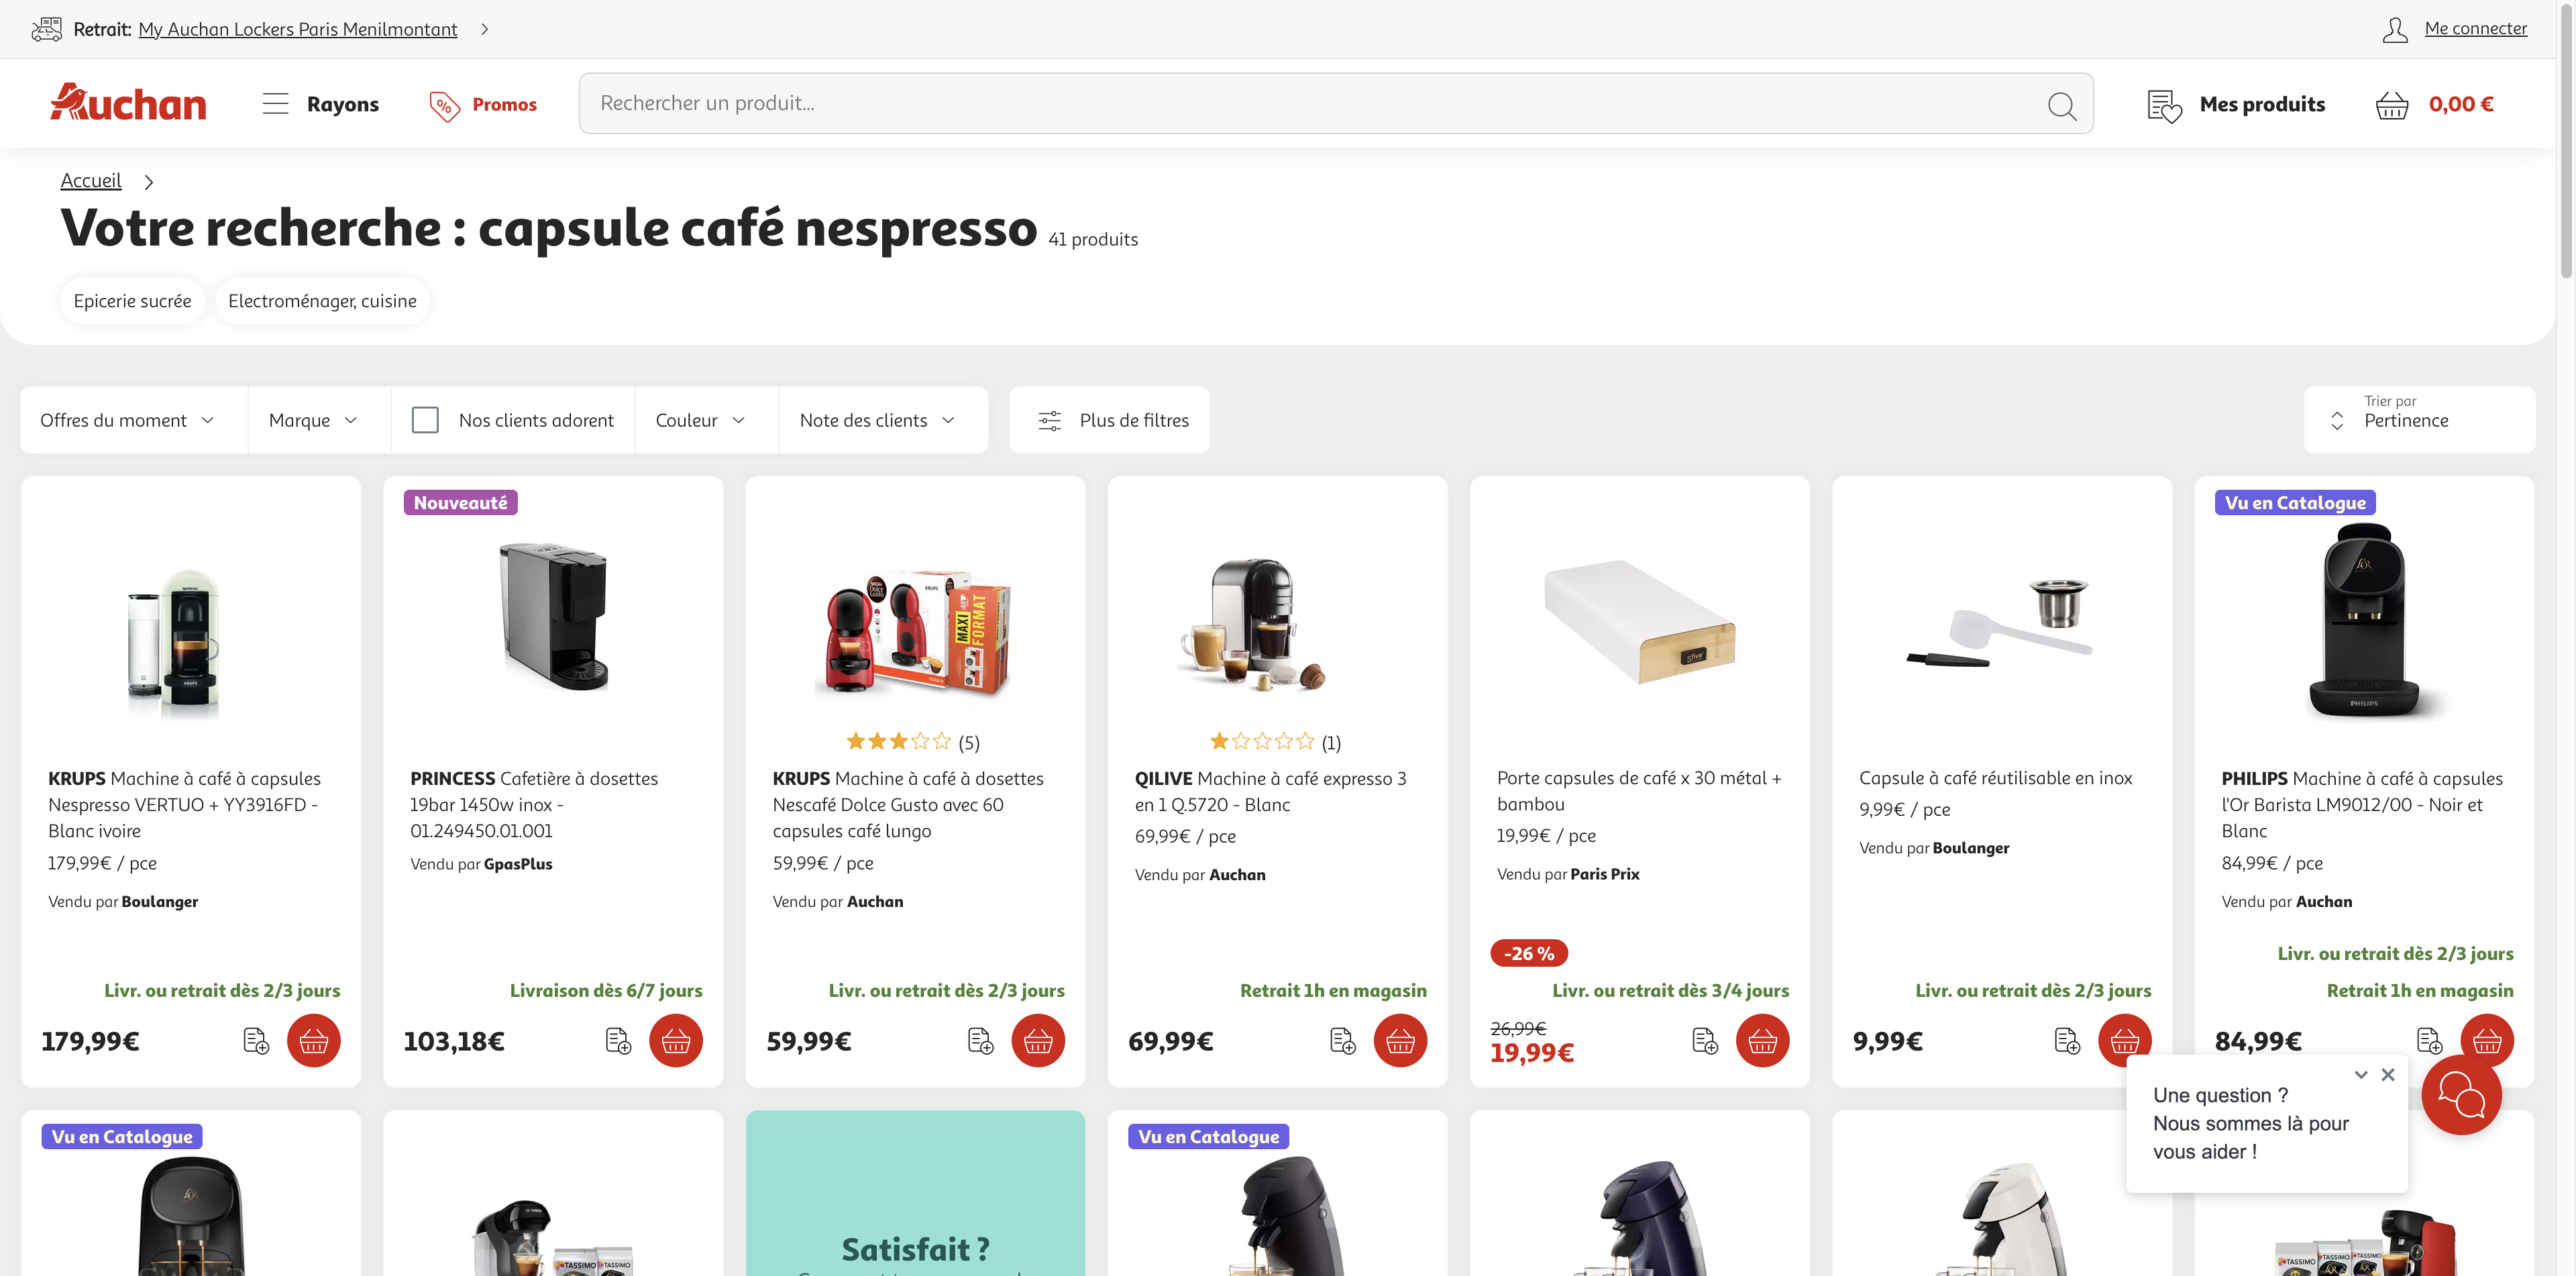 Retrait: My Auchan Lockers Paris Menilmontant
Me connecter
Auchan
Rayons
Promos
Rechercher un produit...
Mes produits
0,00 €
Accueil
Votre recherche : capsule café nespresso 41 produits
Epicerie sucrée
Electroménager, cuisine
Offres du moment
Marque
Nos clients adorent
Couleur
Note des clients
Plus de filtres
Trier par
Pertinence
KRUPS Machine à café à capsules
Nespresso VERTUO + YY3916FD -
Blanc ivoire
179,99€ / pce
Vendu par Boulanger
Livr. ou retrait dès 2/3 jours
179,99€
Nouveauté
PRINCESS Cafetière à dosettes
19bar 1450w inox -
01.249450.01.001
Vendu par GpasPlus
Livraison dès 6/7 jours
103,18€
MAXI
FORMAT
(5)
KRUPS Machine à café à dosettes
Nescafé Dolce Gusto avec 60
capsules café lungo
59,99€ / pce
Vendu par Auchan
Livr. ou retrait dès 2/3 jours
59,99€
(1)
QILIVE Machine à café expresso 3
en 1 Q.5720 - Blanc
69,99€ / pce
Vendu par Auchan
Retrait 1h en magasin
69,99€
5five
Porte capsules de café x 30 métal +
bambou
19,99€ / pce
Vendu par Paris Prix
-26 %
Livr. ou retrait dès 3/4 jours
26,99€
19,99€
Capsule à café réutilisable en inox
9,99€ / pce
Vendu par Boulanger
Livr. ou retrait dès 2/3 jours
9,99€
Vu en Catalogue
PHILIPS
PHILIPS Machine à café à capsules
l'Or Barista LM9012/00 - Noir et
Blanc
84,99€ / pce
Vendu par Auchan
Livr. ou retrait dès 2/3 jours
Retrait 1h en magasin
84,99€
Vu en Catalogue
TASSIMO
TASSIMO
Satisfait ?
Vu en Catalogue
Une question ?
Nous sommes là pour
vous aider !
TASSIMO
TASSIMO
TASSIMO